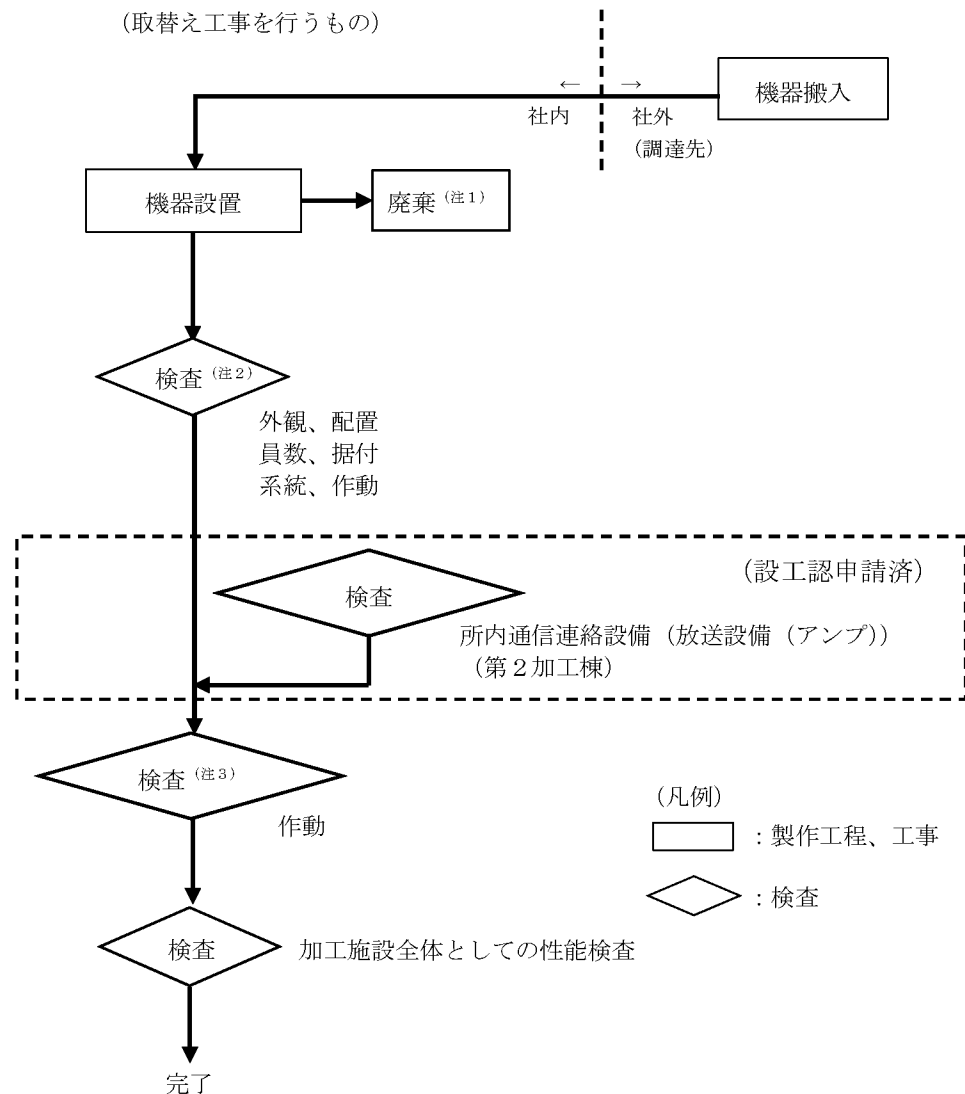 (取替え工事を行うもの)
← →
機器搬入
社内 社外
(調達先)
機器設置
廃棄(注1)
検査(注2)
外観、配置
員数、据付
系統、作動
(設工認申請済)
検査
所内通信連絡設備(放送設備(アンプ))
(第2加工棟)
検査(注3)
作動
(凡例)
:製作工程、工事
:検査
検査
加工施設全体としての性能検査
完了